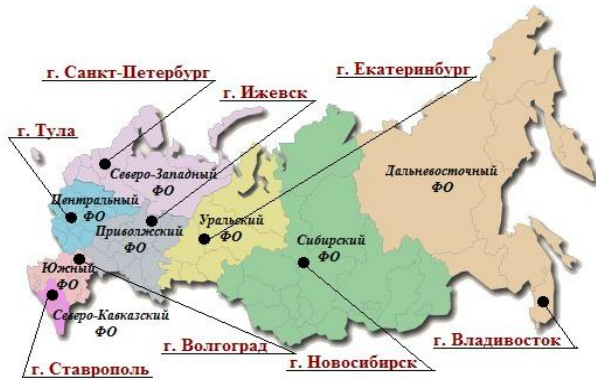 г. Санкт-Петербург
г. Екатеринбург
г. Ижевск
г. Тула
Северо-Западный
ФО
Дальневосточный
ФО
Центральный
ФО
Приволжский
ФО
Уральский
ФО
Сибирский
ФО
Южный
ФО
Северо-Кавказский
ФО
г. Волгоград
г. Владивосток
г. Новосибирск
г. Ставрополь